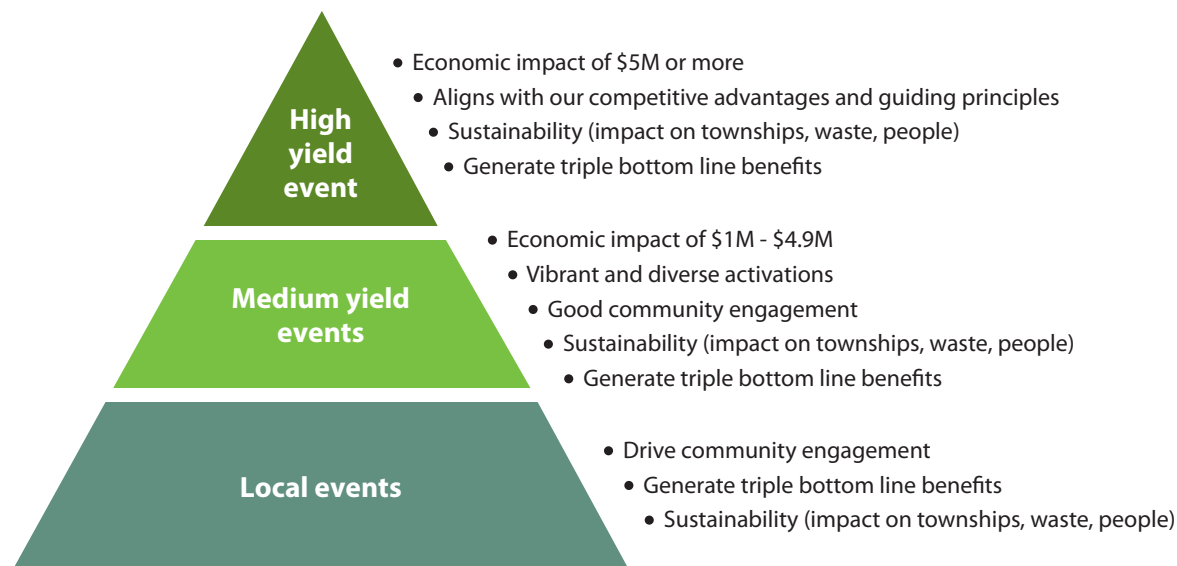 High
yield
event
• Economic impact of $5M or more
• Aligns with our competitive advantages and guiding principles
• Sustainability (impact on townships, waste, people)
• Generate triple bottom line benefits
Medium yield
events
• Economic impact of $1M - $4.9M
• Vibrant and diverse activations
• Good community engagement
• Sustainability (impact on townships, waste, people)
• Generate triple bottom line benefits
Local events
• Drive community engagement
• Generate triple bottom line benefits
• Sustainability (impact on townships, waste, people)